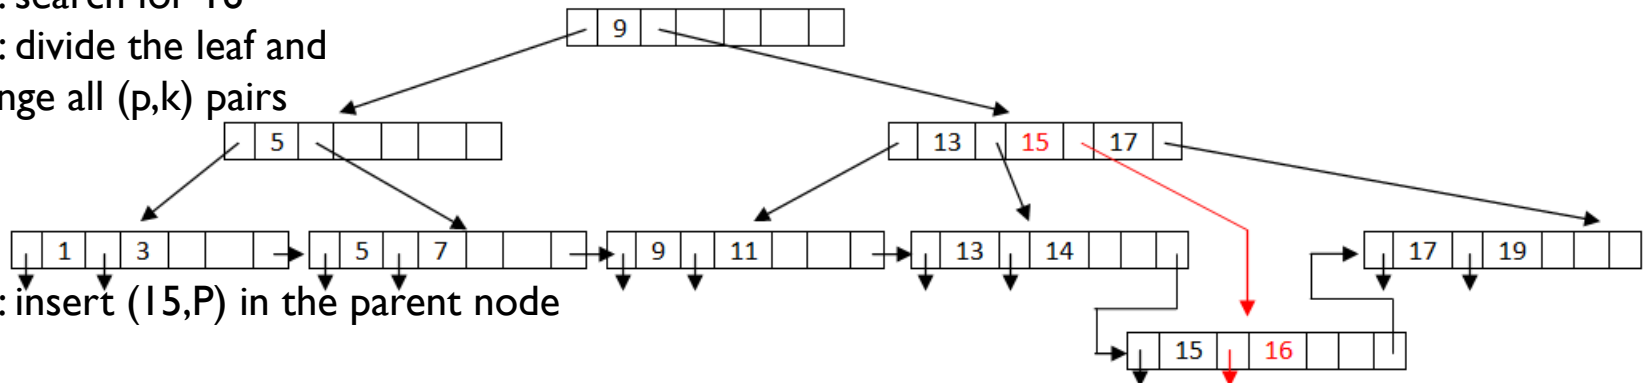 : search for 16
: divide the leaf and
nge all (p,k) pairs
9
5
13 15 17
1 3
5 7
9 11
13 14
17 19
: insert (15,P) in the parent node
15 16